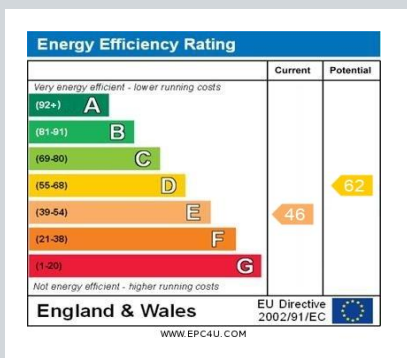 Energy Efficiency Rating
Current Potential
Very energy efficient - lower running costs
(92+) A
(81-91) B
(69-80) C
(55-68) D
62
(39-54) E
46
(21-38) F
(1-20) G
Not energy efficient - higher running costs
England & Wales
EU Directive
2002/91/EC
WWW.EPC4U.COM